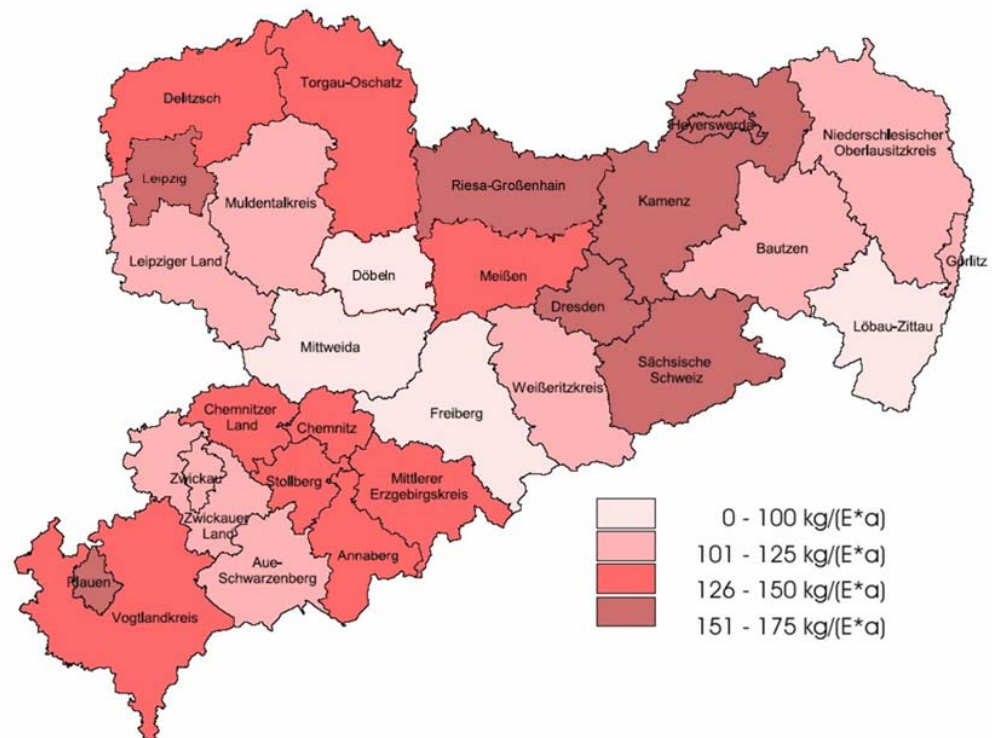 Delitzsch
Torgau-Oschatz
Leipzig
Muldentalkreis
Leipziger Land
Döbeln
Mittweida
Riesa-Großenhain
Meißen
Dresden
Heyerswerda
Kamenz
Niederschlesischer
Oberlausitzkreis
Bautzen
Görlitz
Löbau-Zittau
Sächsische
Schweiz
Weißeritzkreis
Freiberg
Chemnitzer
Land
Chemnitz
Stollberg
Mittlerer
Erzgebirgskreis
Annaberg
Zwickau
Zwickauer
Land
Aue-
Schwarzenberg
Plauen
Vogtlandkreis
0 - 100 kg/(E*a)
101 - 125 kg/(E*a)
126 - 150 kg/(E*a)
151 - 175 kg/(E*a)